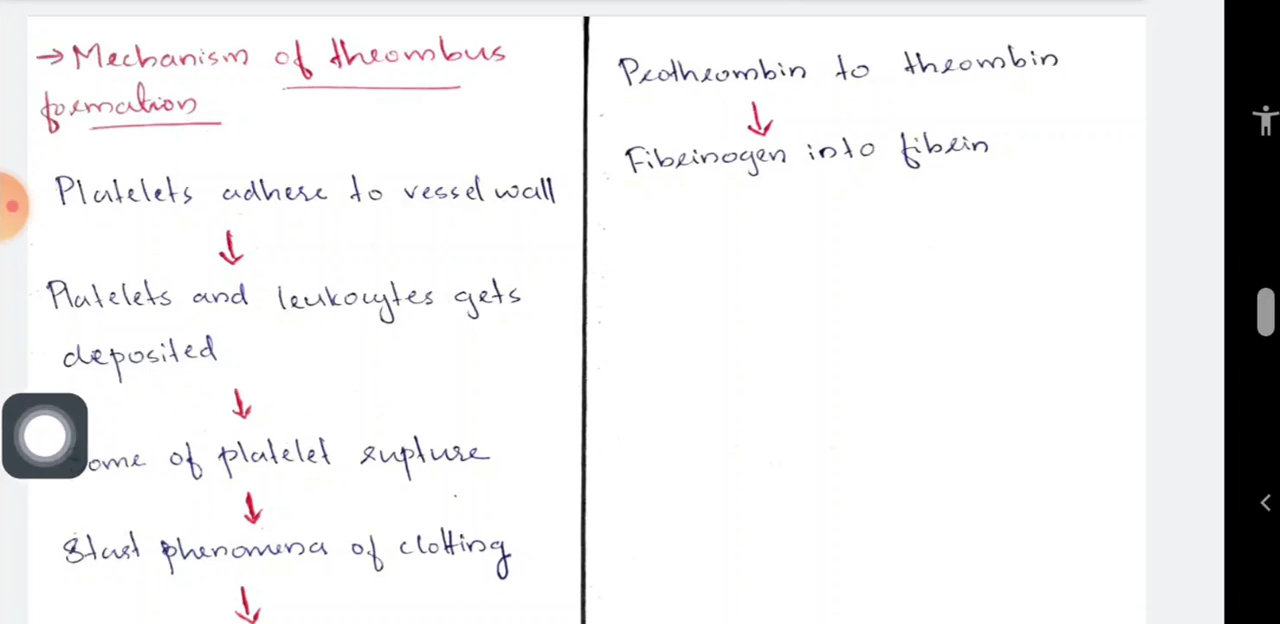 → Mechanism of thrombus
formation
Platelets adhere to vessel wall
↓
Platelets and leukocytes gets
deposited
↓
ome of platelet rupture
↓
Start phenomena of clotting
↓
Prothrombin to thrombin
↓
Fibrinogen into fibrin